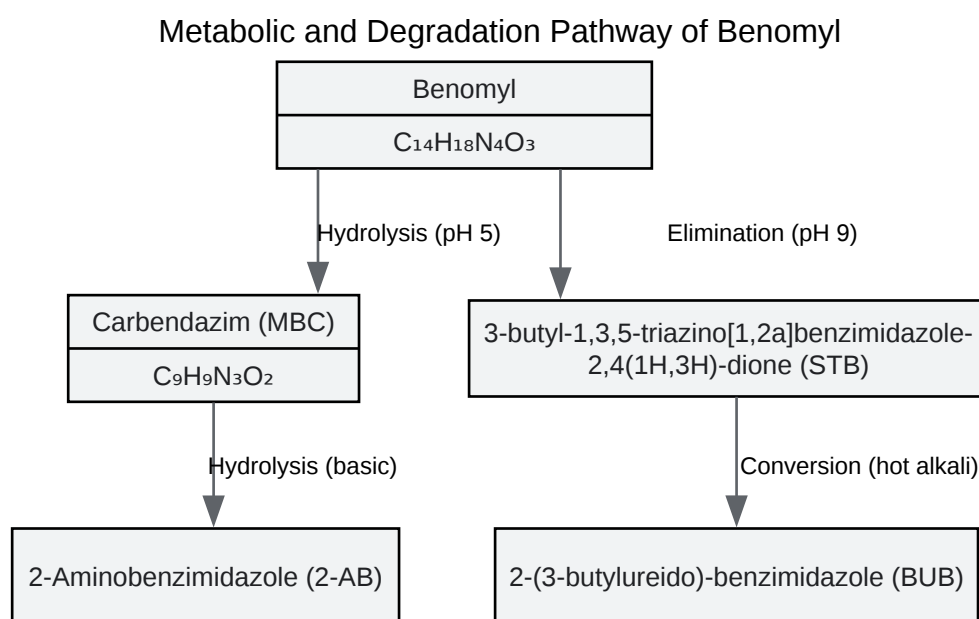 Metabolic and Degradation Pathway of Benomyl
Benomyl
C₁₄H₁₈N₄O₃
Hydrolysis (pH 5)
Elimination (pH 9)
Carbendazim (MBC)
C₉H₉N₃O₂
3-butyl-1,3,5-triazino[1,2a]benzimidazole-
2,4(1H,3H)-dione (STB)
Hydrolysis (basic)
Conversion (hot alkali)
2-Aminobenzimidazole (2-AB)
2-(3-butylureido)-benzimidazole (BUB)